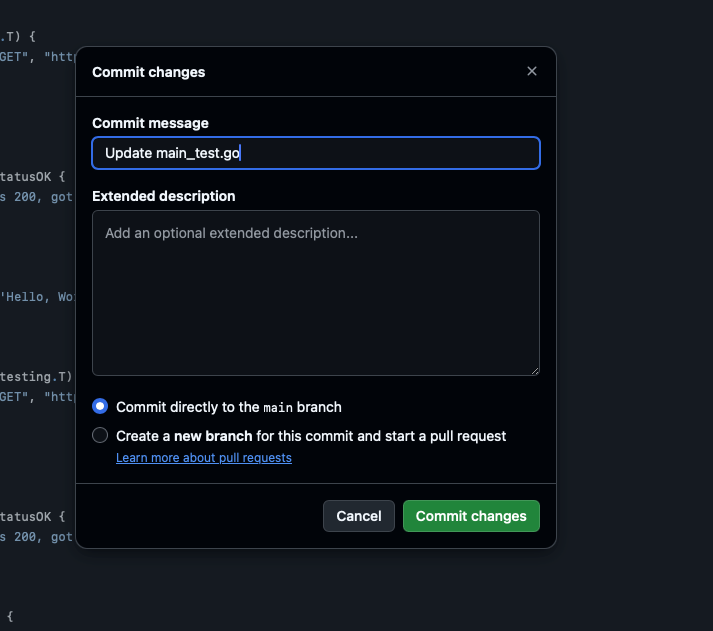 .T) {
GET", "http
Commit changes
Commit message
Update main_test.go
tatusOK {
Extended description
s 200, got
Add an optional extended description...
'Hello, Wo
testing.T)
GET", "http
Commit directly to the main branch
Create a new branch for this commit and start a pull request
Learn more about pull requests
tatusOK {
Cancel
Commit changes
s 200, got
{